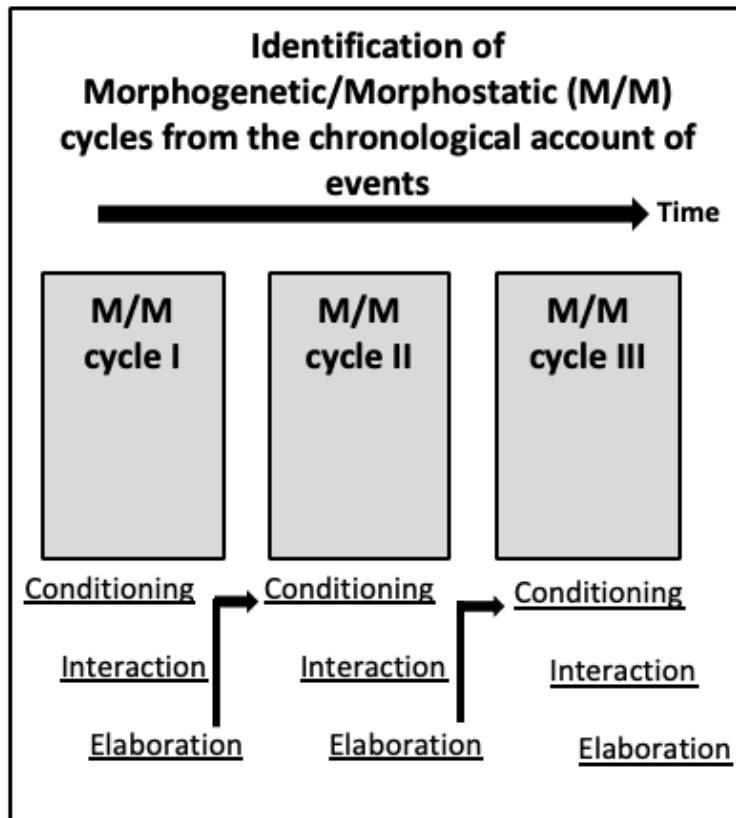 Identification of
Morphogenetic/Morphostatic (M/M)
cycles from the chronological account of
events
Time
M/M
cycle I
M/M
cycle II
M/M
cycle III
Conditioning
Interaction
Elaboration
Conditioning
Interaction
Elaboration
Conditioning
Interaction
Elaboration